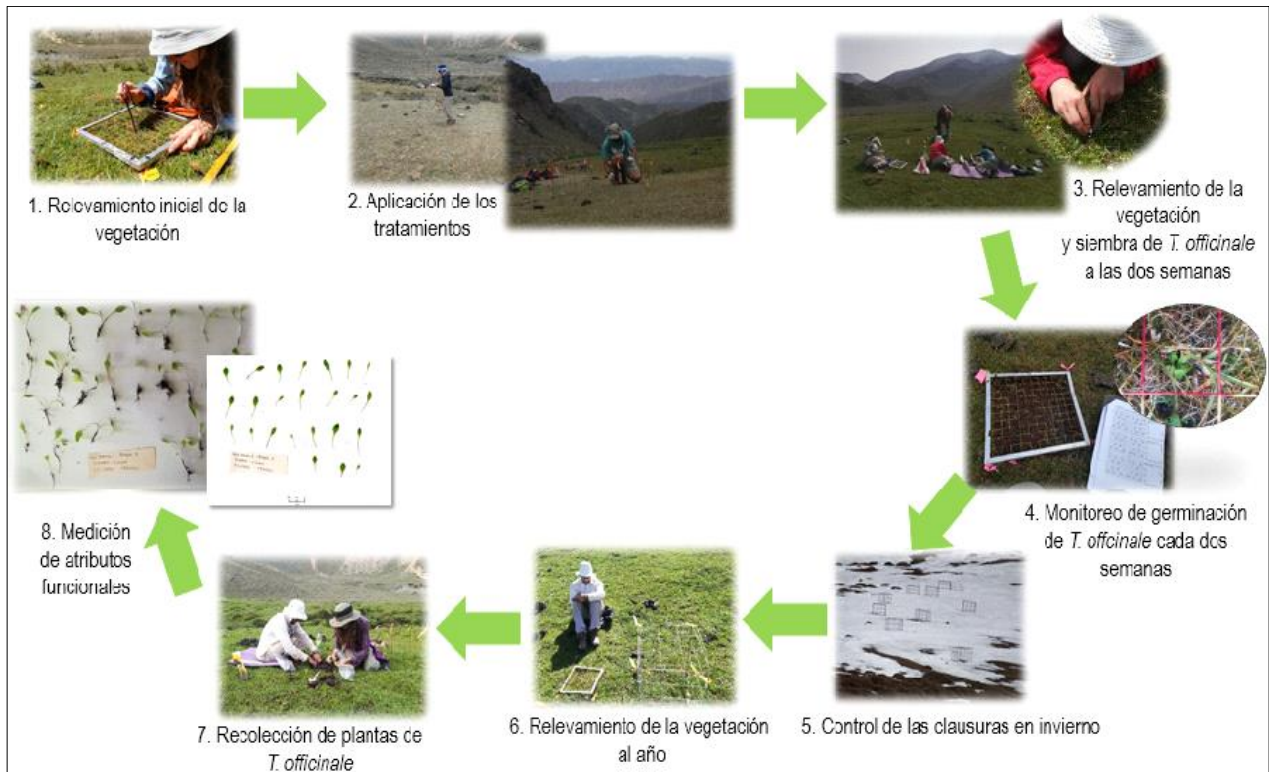 1. Relevamiento inicial de la
vegetación
2. Aplicación de los
tratamientos
3. Relevamiento de la
vegetación
y siembra de T. officinale
a las dos semanas
4. Monitoreo de germinación
de T. offcinale cada dos
semanas
5. Control de las clausuras en invierno
6. Relevamiento de la vegetación
al año
7. Recolección de plantas de
T. officinale
8. Medición
de atributos
funcionales